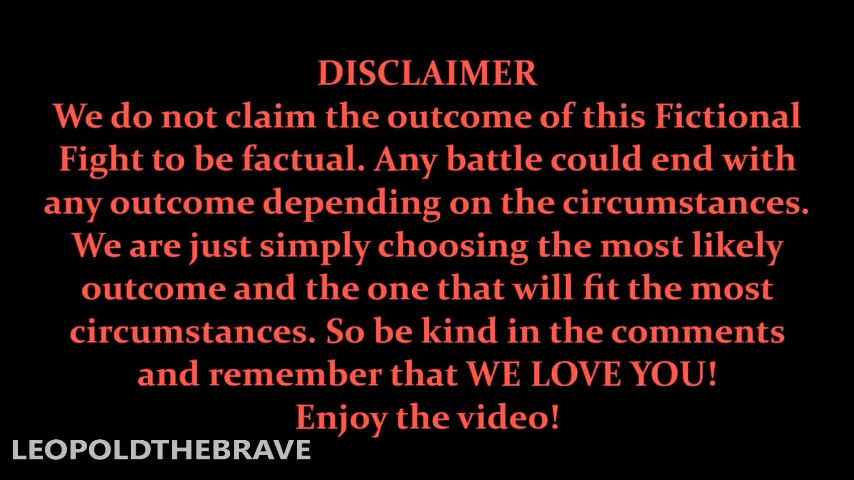 DISCLAIMER
We do not claim the outcome of this Fictional
Fight to be factual. Any battle could end with
any outcome depending on the circumstances.
We are just simply choosing the most likely
outcome and the one that will fit the most
circumstances. So be kind in the comments
and remember that WE LOVE YOU!
Enjoy the video!
LEOPOLDTHEBRAVE